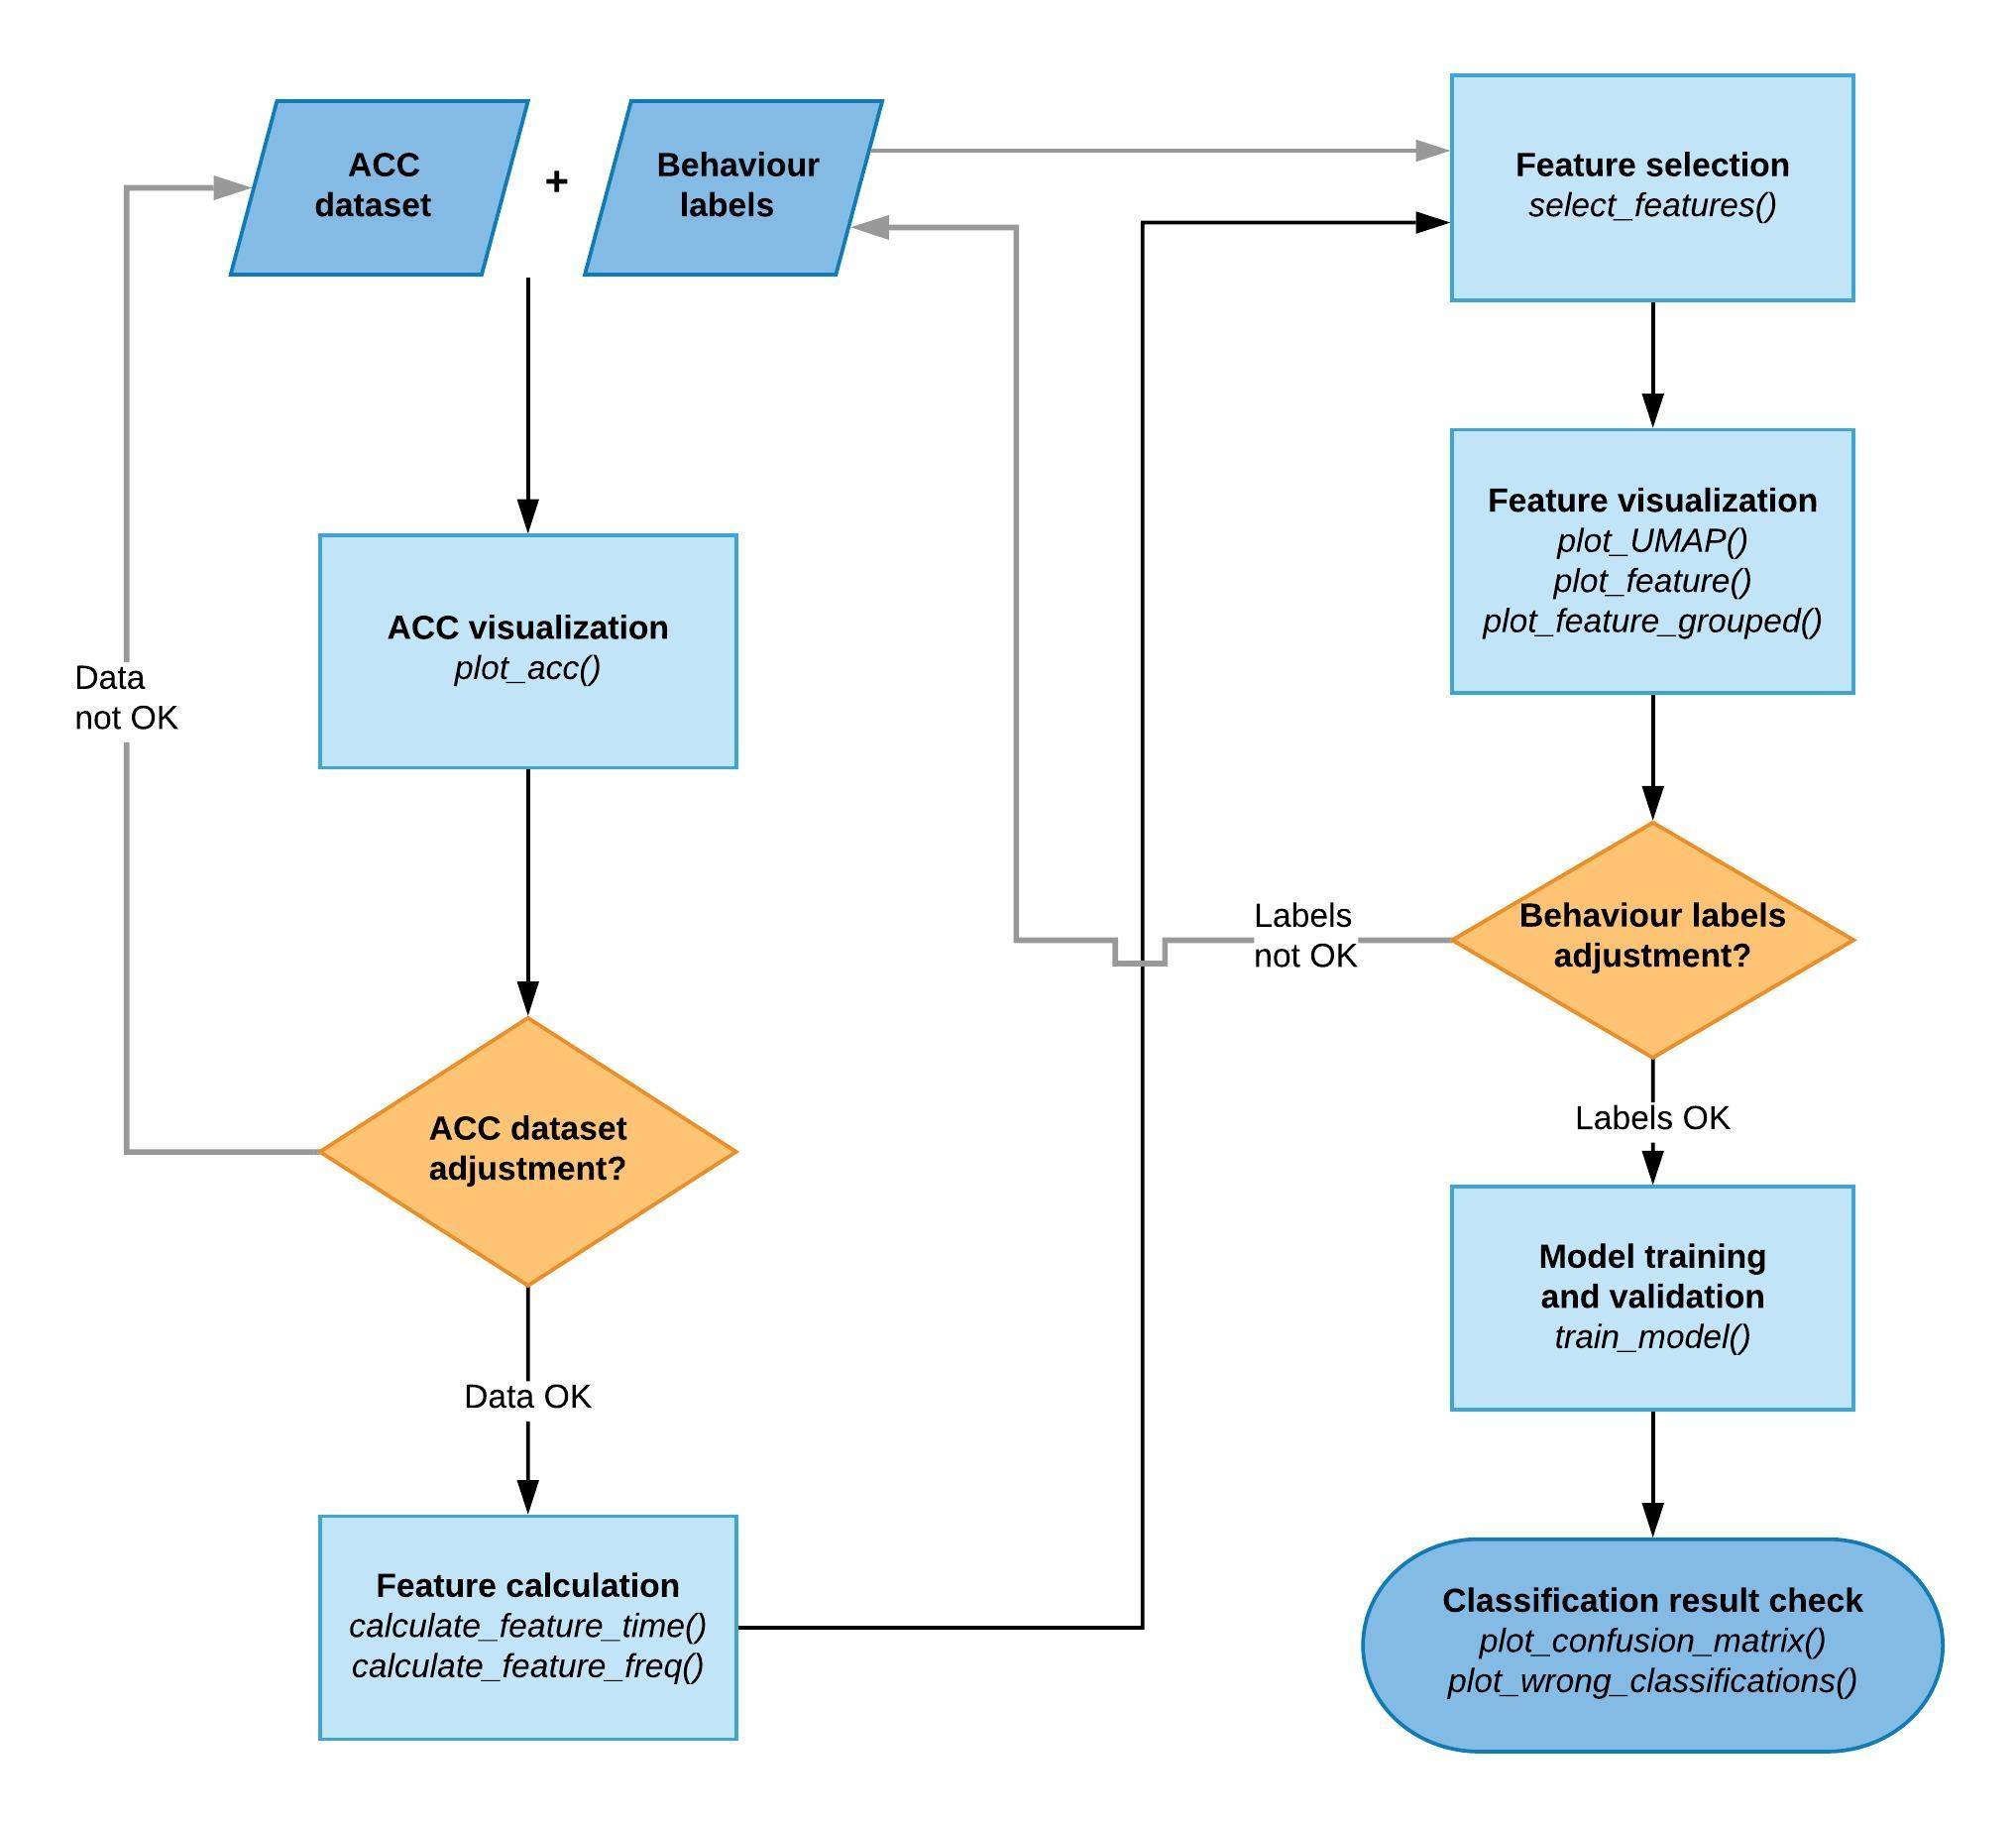 ACC
dataset
+
Behaviour
labels
ACC visualization
plot_acc()
Data
not OK
ACC dataset
adjustment?
Data OK
Feature calculation
calculate_feature_time()
calculate_feature_freq()
Feature selection
select_features()
Feature visualization
plot_UMAP()
plot_feature()
plot_feature_grouped()
Behaviour labels
adjustment?
Labels
not OK
Labels OK
Model training
and validation
train_model()
Classification result check
plot_confusion_matrix()
plot_wrong_classifications()